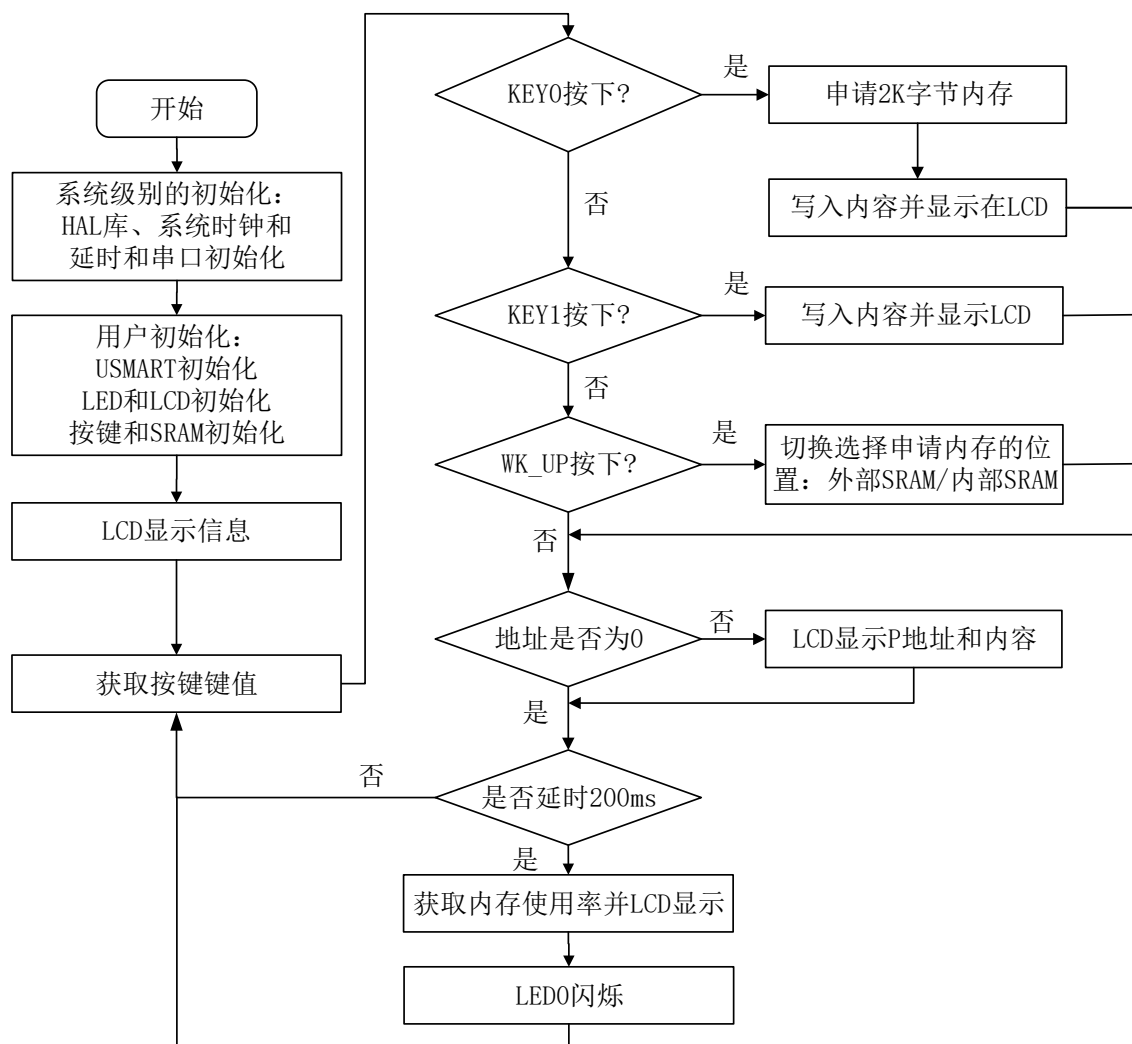 开始
系统级别的初始化：
HAL库、系统时钟和
延时和串口初始化
用户初始化：
USMART初始化
LED和LCD初始化
按键和SRAM初始化
LCD显示信息
获取按键键值
KEY0按下?
是
申请2K字节内存
写入内容并显示在LCD
否
KEY1按下?
是
写入内容并显示LCD
否
WK_UP按下?
是
切换选择申请内存的位
置：外部SRAM/内部SRAM
否
地址是否为0
否
LCD显示P地址和内容
是
是否延时200ms
否
是
获取内存使用率并LCD显示
LED0闪烁